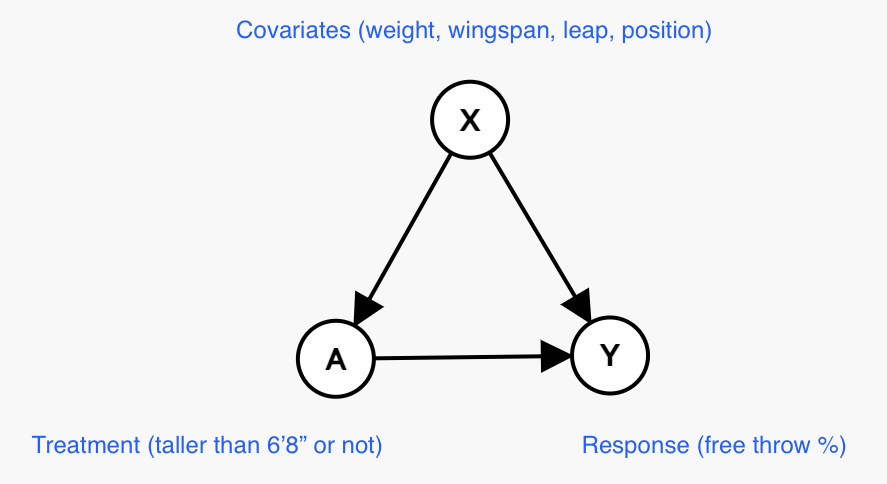 Covariates (weight, wingspan, leap, position)
X
A
Y
Treatment (taller than 6’8” or not)
Response (free throw %)